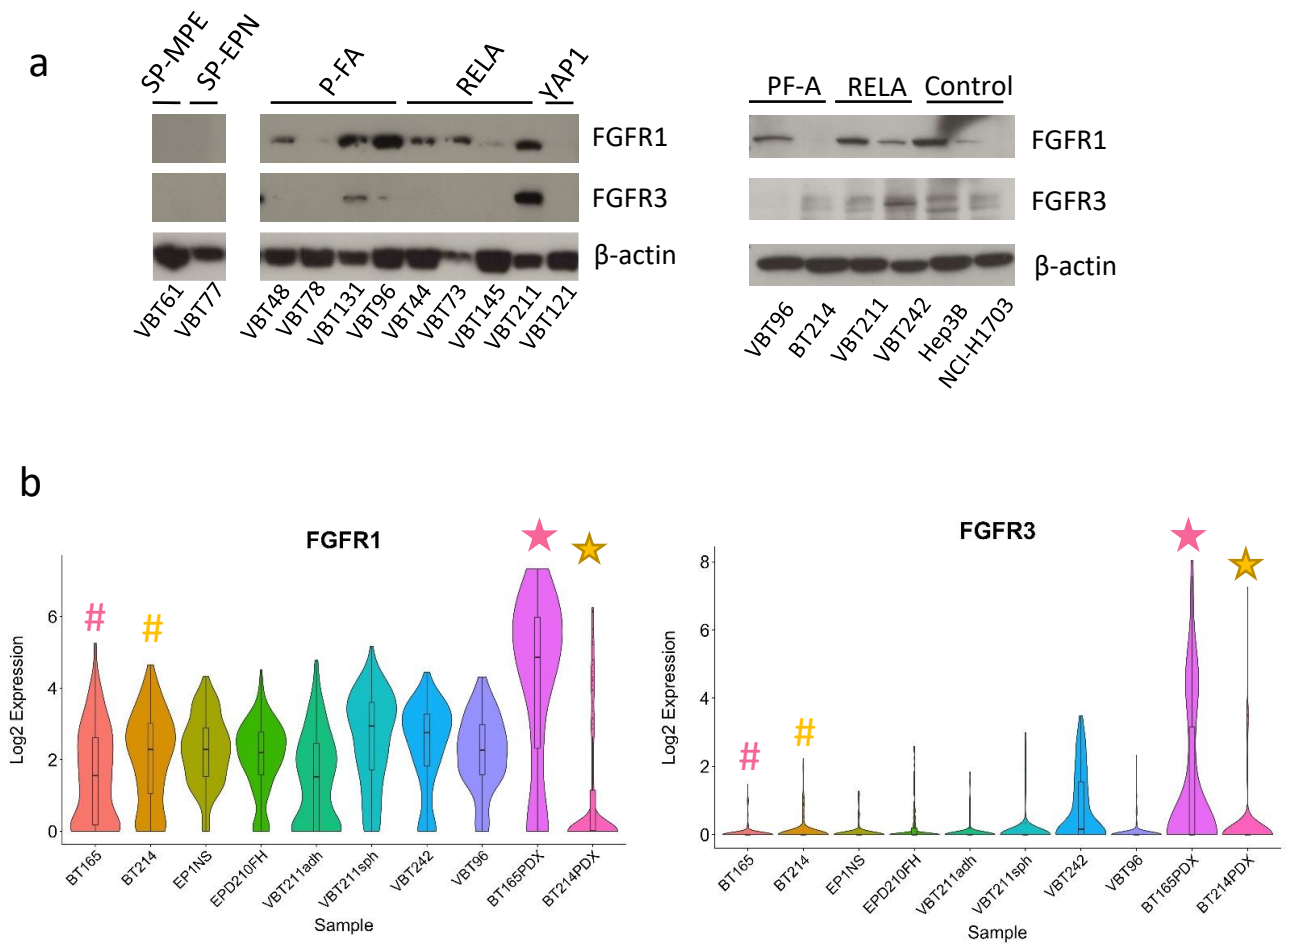 a
SP-MPE
SP-EPN
P-FA
RELA
YAP1
FGFR1
FGFR3
β-actin
VBT61
VBT77
VBT48
VBT78
VBT131
VBT96
VBT44
VBT73
VBT145
VBT211
VBT121
PF-A
RELA
Control
FGFR1
FGFR3
β-actin
VBT96
BT214
VBT211
VBT242
Hep3B
NCI-H1703
b
FGFR1
Log2 Expression
6
4
2
0
#
#
BT165
BT214
EP1NS
EPD210FH
VBT211adh
VBT211sph
VBT242
VBT96
BT165PDX
BT214PDX
Sample
FGFR3
Log2 Expression
8
6
4
2
0
#
#
BT165
BT214
EP1NS
EPD210FH
VBT211adh
VBT211sph
VBT242
VBT96
BT165PDX
BT214PDX
Sample